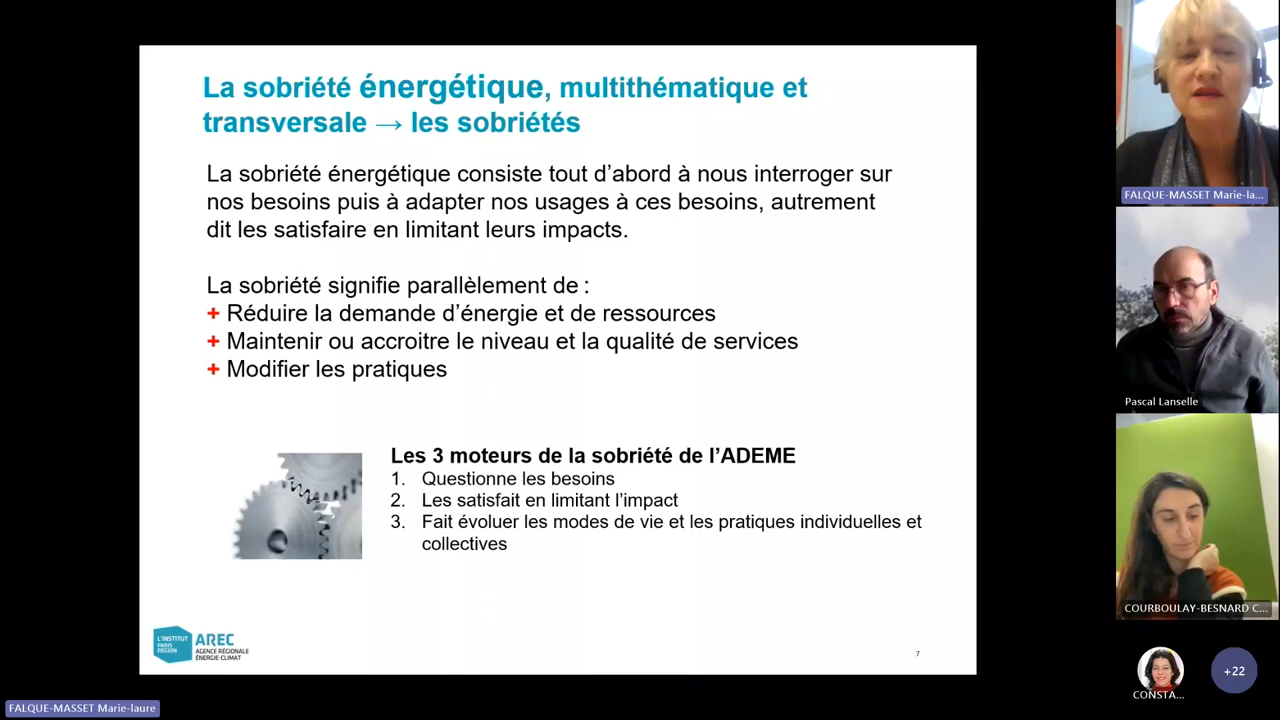 La sobriété énergétique, multithématique et
transversale → les sobriétés
La sobriété énergétique consiste tout d’abord à nous interroger sur
nos besoins puis à adapter nos usages à ces besoins, autrement
dit les satisfaire en limitant leurs impacts.
La sobriété signifie parallèlement de :
+ Réduire la demande d’énergie et de ressources
+ Maintenir ou accroitre le niveau et la qualité de services
+ Modifier les pratiques
Les 3 moteurs de la sobriété de l’ADEME
1. Questionne les besoins
2. Les satisfait en limitant l’impact
3. Fait évoluer les modes de vie et les pratiques individuelles et
collectives
L'INSTITUT
PARIS
REGION
AREC
AGENCE RÉGIONALE
ÉNERGIE-CLIMAT
7
FALQUE-MASSET Marie-la...
Pascal Lanselle
COURBOULAY-BESNARD C...
CONSTA...
+22
FALQUE-MASSET Marie-laure